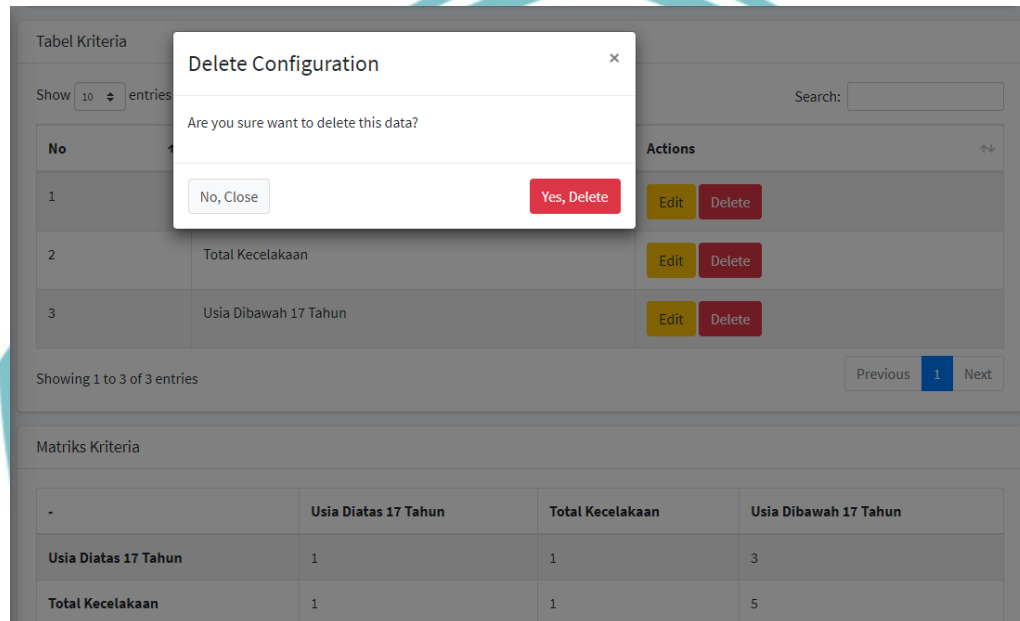 Tabel Kriteria
Delete Configuration ×
Show 10 entries
Search:
Are you sure want to delete this data?
No Actions
No, Close Yes, Delete
1 Edit Delete
2 Total Kecelakaan Edit Delete
3 Usia Dibawah 17 Tahun Edit Delete
Showing 1 to 3 of 3 entries
Previous 1 Next
Matriks Kriteria
- Usia Diatas 17 Tahun Total Kecelakaan Usia Dibawah 17 Tahun
Usia Diatas 17 Tahun 1 1 3
Total Kecelakaan 1 1 5